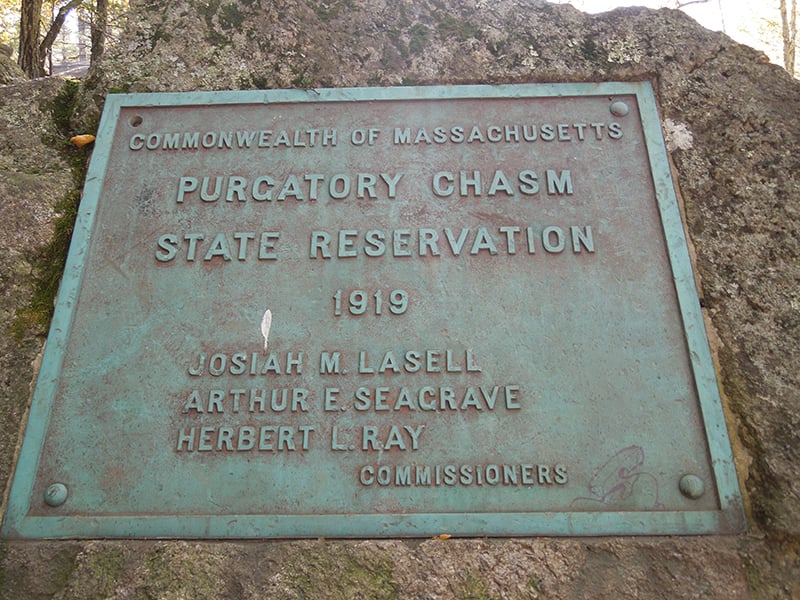 COMMONWEALTH OF MASSACHUSETTS
PURGATORY CHASM
STATE RESERVATION
1919
JOSIAH M. LASELL
ARTHUR E. SEAGRAVE
HERBERT L. RAY
COMMISSIONERS